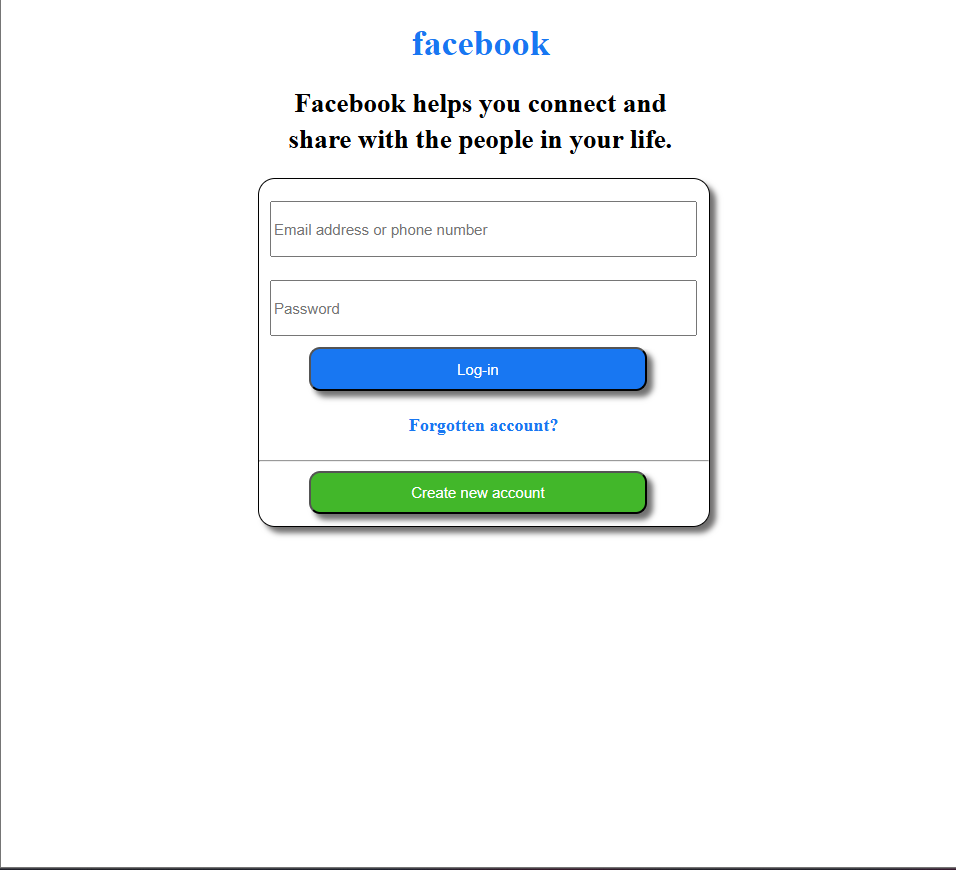 facebook
Facebook helps you connect and
share with the people in your life.
Email address or phone number
Password
Log-in
Forgotten account?
Create new account